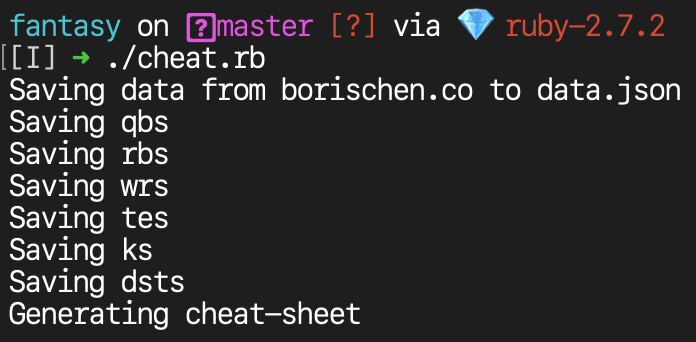 fantasy on [?]master [?] via 💎 ruby-2.7.2
[[I] ➜ ./cheat.rb
Saving data from borischen.co to data.json
Saving qbs
Saving rbs
Saving wrs
Saving tes
Saving ks
Saving dsts
Generating cheat-sheet